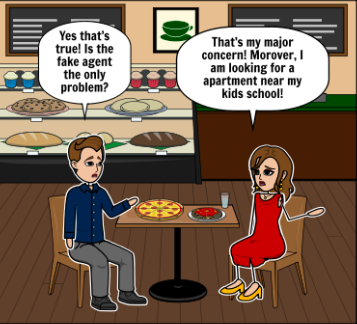 Yes that's
true! Is the
fake agent
the only
problem?
That's my major
concern! Morover, I
am looking for a
apartment near my
kids school!